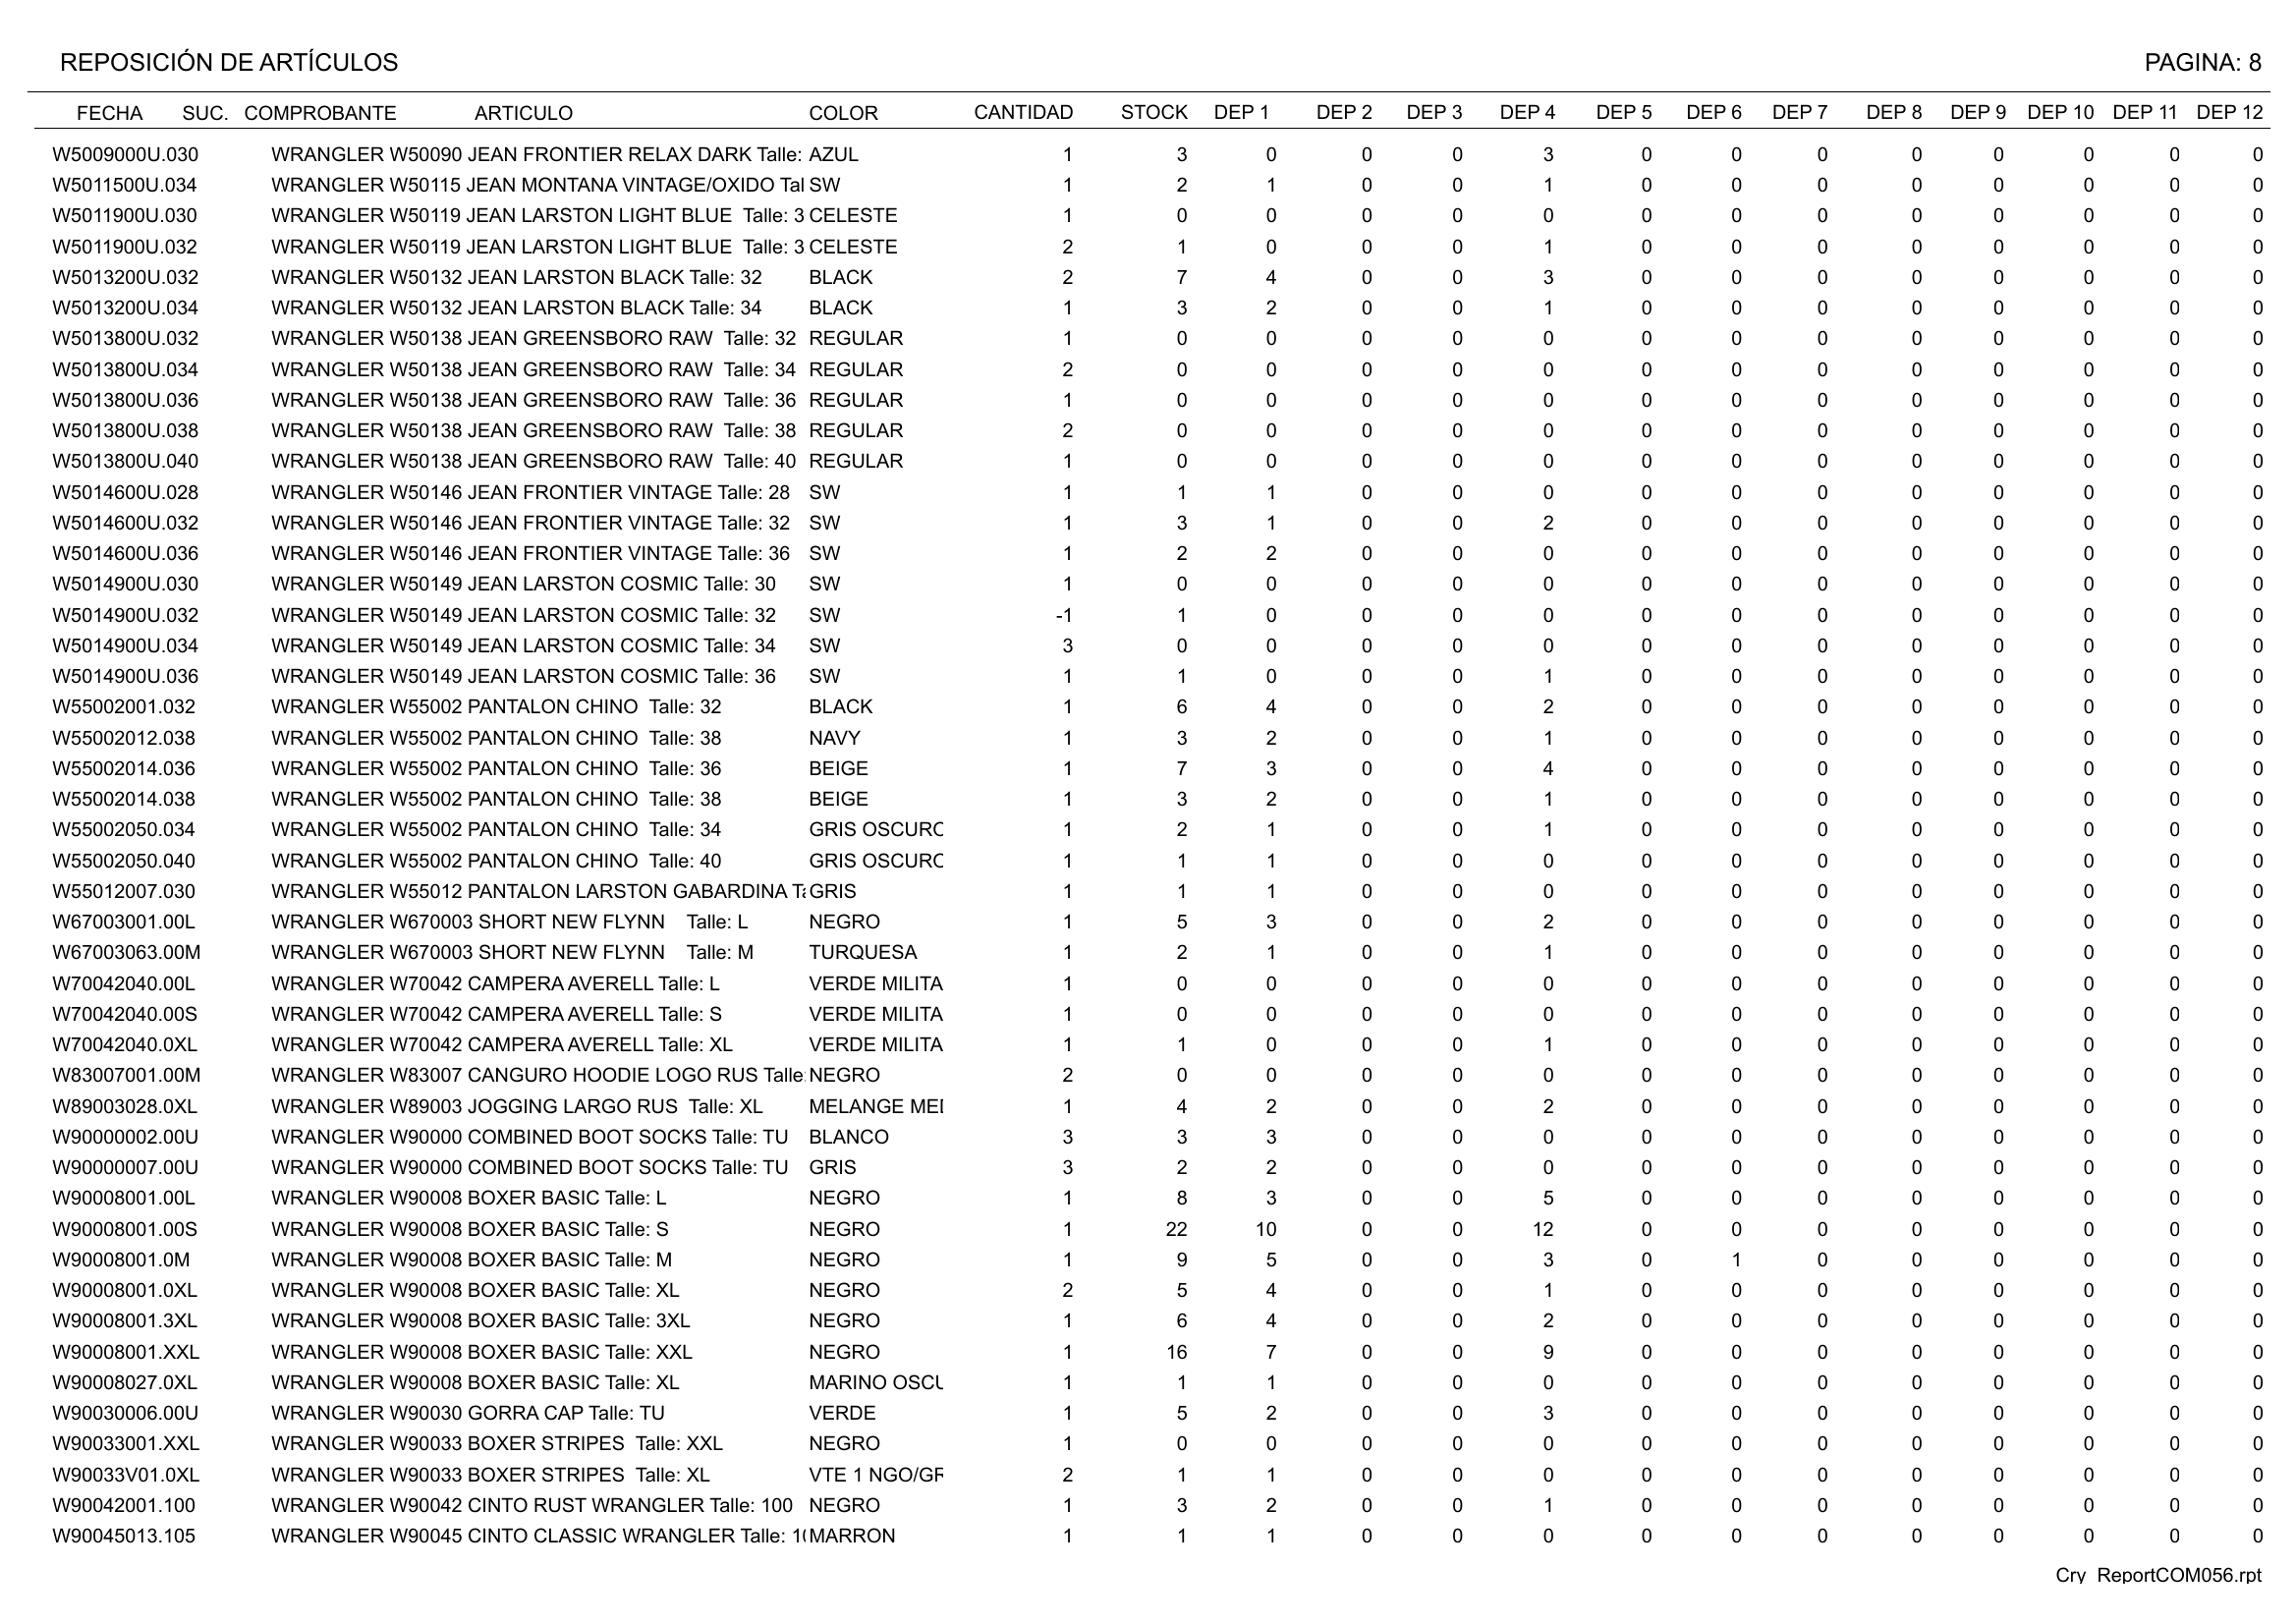 REPOSICIÓN DE ARTÍCULOS PAGINA: 8
FECHA SUC. COMPROBANTE ARTICULO COLOR CANTIDAD STOCK DEP 1 DEP 2 DEP 3 DEP 4 DEP 5 DEP 6 DEP 7 DEP 8 DEP 9 DEP 10 DEP 11 DEP 12
W5009000U.030 WRANGLER W50090 JEAN FRONTIER RELAX DARK Talle: AZUL 1 3 0 0 0 3 0 0 0 0 0 0 0 0
W5011500U.034 WRANGLER W50115 JEAN MONTANA VINTAGE/OXIDO Tal SW 1 2 1 0 0 1 0 0 0 0 0 0 0 0
W5011900U.030 WRANGLER W50119 JEAN LARSTON LIGHT BLUE Talle: 3 CELESTE 1 0 0 0 0 0 0 0 0 0 0 0 0 0
W5011900U.032 WRANGLER W50119 JEAN LARSTON LIGHT BLUE Talle: 3 CELESTE 2 1 0 0 0 1 0 0 0 0 0 0 0 0
W5013200U.032 WRANGLER W50132 JEAN LARSTON BLACK Talle: 32 BLACK 2 7 4 0 0 3 0 0 0 0 0 0 0 0
W5013200U.034 WRANGLER W50132 JEAN LARSTON BLACK Talle: 34 BLACK 1 3 2 0 0 1 0 0 0 0 0 0 0 0
W5013800U.032 WRANGLER W50138 JEAN GREENSBORO RAW Talle: 32 REGULAR 1 0 0 0 0 0 0 0 0 0 0 0 0 0
W5013800U.034 WRANGLER W50138 JEAN GREENSBORO RAW Talle: 34 REGULAR 2 0 0 0 0 0 0 0 0 0 0 0 0 0
W5013800U.036 WRANGLER W50138 JEAN GREENSBORO RAW Talle: 36 REGULAR 1 0 0 0 0 0 0 0 0 0 0 0 0 0
W5013800U.038 WRANGLER W50138 JEAN GREENSBORO RAW Talle: 38 REGULAR 2 0 0 0 0 0 0 0 0 0 0 0 0 0
W5013800U.040 WRANGLER W50138 JEAN GREENSBORO RAW Talle: 40 REGULAR 1 0 0 0 0 0 0 0 0 0 0 0 0 0
W5014600U.028 WRANGLER W50146 JEAN FRONTIER VINTAGE Talle: 28 SW 1 1 1 0 0 0 0 0 0 0 0 0 0 0
W5014600U.032 WRANGLER W50146 JEAN FRONTIER VINTAGE Talle: 32 SW 1 3 1 0 0 2 0 0 0 0 0 0 0 0
W5014600U.036 WRANGLER W50146 JEAN FRONTIER VINTAGE Talle: 36 SW 1 2 2 0 0 0 0 0 0 0 0 0 0 0
W5014900U.030 WRANGLER W50149 JEAN LARSTON COSMIC Talle: 30 SW 1 0 0 0 0 0 0 0 0 0 0 0 0 0
W5014900U.032 WRANGLER W50149 JEAN LARSTON COSMIC Talle: 32 SW -1 1 0 0 0 0 0 0 0 0 0 0 0 0
W5014900U.034 WRANGLER W50149 JEAN LARSTON COSMIC Talle: 34 SW 3 0 0 0 0 0 0 0 0 0 0 0 0 0
W5014900U.036 WRANGLER W50149 JEAN LARSTON COSMIC Talle: 36 SW 1 1 0 0 0 1 0 0 0 0 0 0 0 0
W55002001.032 WRANGLER W55002 PANTALON CHINO Talle: 32 BLACK 1 6 4 0 0 2 0 0 0 0 0 0 0 0
W55002012.038 WRANGLER W55002 PANTALON CHINO Talle: 38 NAVY 1 3 2 0 0 1 0 0 0 0 0 0 0 0
W55002014.036 WRANGLER W55002 PANTALON CHINO Talle: 36 BEIGE 1 7 3 0 0 4 0 0 0 0 0 0 0 0
W55002014.038 WRANGLER W55002 PANTALON CHINO Talle: 38 BEIGE 1 3 2 0 0 1 0 0 0 0 0 0 0 0
W55002050.034 WRANGLER W55002 PANTALON CHINO Talle: 34 GRIS OSCURO 1 2 1 0 0 1 0 0 0 0 0 0 0 0
W55002050.040 WRANGLER W55002 PANTALON CHINO Talle: 40 GRIS OSCURO 1 1 1 0 0 0 0 0 0 0 0 0 0 0
W55012007.030 WRANGLER W55012 PANTALON LARSTON GABARDINA Ta GRIS 1 1 1 0 0 0 0 0 0 0 0 0 0 0
W67003001.00L WRANGLER W670003 SHORT NEW FLYNN Talle: L NEGRO 1 5 3 0 0 2 0 0 0 0 0 0 0 0
W67003063.00M WRANGLER W670003 SHORT NEW FLYNN Talle: M TURQUESA 1 2 1 0 0 1 0 0 0 0 0 0 0 0
W70042040.00L WRANGLER W70042 CAMPERA AVERELL Talle: L VERDE MILITA 1 0 0 0 0 0 0 0 0 0 0 0 0 0
W70042040.00S WRANGLER W70042 CAMPERA AVERELL Talle: S VERDE MILITA 1 0 0 0 0 0 0 0 0 0 0 0 0 0
W70042040.0XL WRANGLER W70042 CAMPERA AVERELL Talle: XL VERDE MILITA 1 1 0 0 0 1 0 0 0 0 0 0 0 0
W83007001.00M WRANGLER W83007 CANGURO HOODIE LOGO RUS Talle: NEGRO 2 0 0 0 0 0 0 0 0 0 0 0 0 0
W89003028.0XL WRANGLER W89003 JOGGING LARGO RUS Talle: XL MELANGE MED 1 4 2 0 0 2 0 0 0 0 0 0 0 0
W90000002.00U WRANGLER W90000 COMBINED BOOT SOCKS Talle: TU BLANCO 3 3 3 0 0 0 0 0 0 0 0 0 0 0
W90000007.00U WRANGLER W90000 COMBINED BOOT SOCKS Talle: TU GRIS 3 2 2 0 0 0 0 0 0 0 0 0 0 0
W90008001.00L WRANGLER W90008 BOXER BASIC Talle: L NEGRO 1 8 3 0 0 5 0 0 0 0 0 0 0 0
W90008001.00S WRANGLER W90008 BOXER BASIC Talle: S NEGRO 1 22 10 0 0 12 0 0 0 0 0 0 0 0
W90008001.0M WRANGLER W90008 BOXER BASIC Talle: M NEGRO 1 9 5 0 0 3 0 1 0 0 0 0 0 0
W90008001.0XL WRANGLER W90008 BOXER BASIC Talle: XL NEGRO 2 5 4 0 0 1 0 0 0 0 0 0 0 0
W90008001.3XL WRANGLER W90008 BOXER BASIC Talle: 3XL NEGRO 1 6 4 0 0 2 0 0 0 0 0 0 0 0
W90008001.XXL WRANGLER W90008 BOXER BASIC Talle: XXL NEGRO 1 16 7 0 0 9 0 0 0 0 0 0 0 0
W90008027.0XL WRANGLER W90008 BOXER BASIC Talle: XL MARINO OSCU 1 1 1 0 0 0 0 0 0 0 0 0 0 0
W90030006.00U WRANGLER W90030 GORRA CAP Talle: TU VERDE 1 5 2 0 0 3 0 0 0 0 0 0 0 0
W90033001.XXL WRANGLER W90033 BOXER STRIPES Talle: XXL NEGRO 1 0 0 0 0 0 0 0 0 0 0 0 0 0
W90033V01.0XL WRANGLER W90033 BOXER STRIPES Talle: XL VTE 1 NGO/GR 2 1 1 0 0 0 0 0 0 0 0 0 0 0
W90042001.100 WRANGLER W90042 CINTO RUST WRANGLER Talle: 100 NEGRO 1 3 2 0 0 1 0 0 0 0 0 0 0 0
W90045013.105 WRANGLER W90045 CINTO CLASSIC WRANGLER Talle: 10 MARRON 1 1 1 0 0 0 0 0 0 0 0 0 0 0
Cry_ReportCOM056.rpt